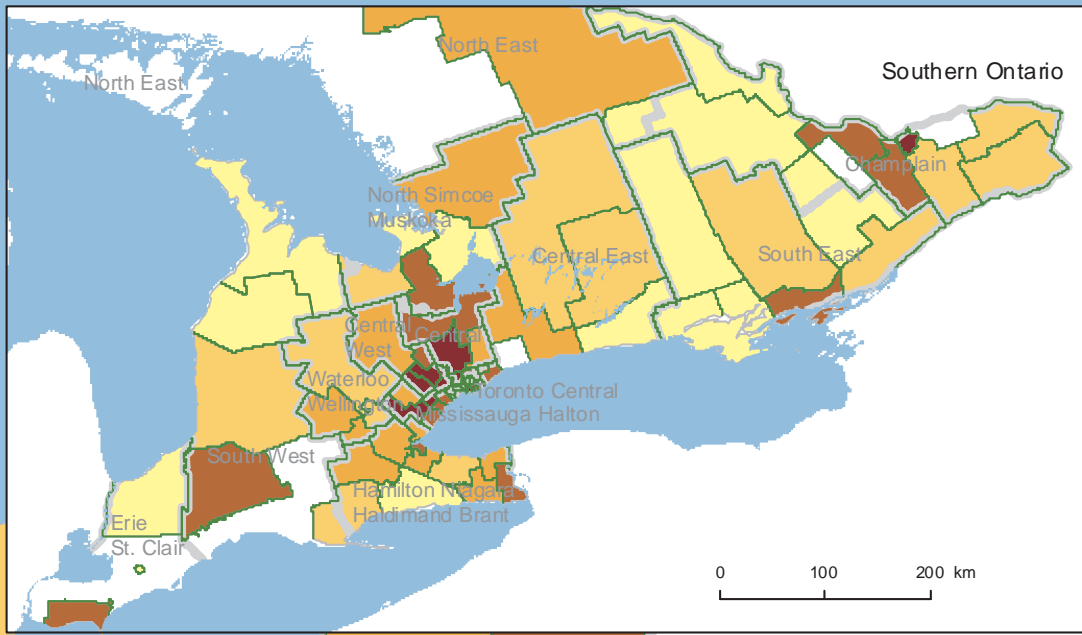 North East
Southern Ontario
North East
Champlain
North Simcoe
Muskoka
Central East
South East
Central
West
Central
Waterloo
Wellington
Toronto Central
Mississauga Halton
South West
Hamilton Niagara
Haldimand Brant
Erie
St. Clair
0 100 200 km